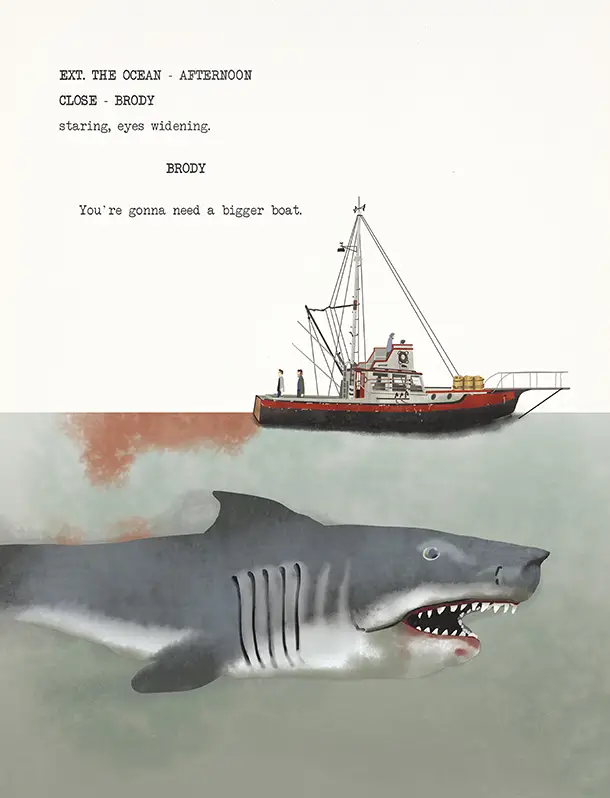 EXT. THE OCEAN - AFTERNOON
CLOSE - BRODY
staring, eyes widening.
BRODY
You're gonna need a bigger boat.